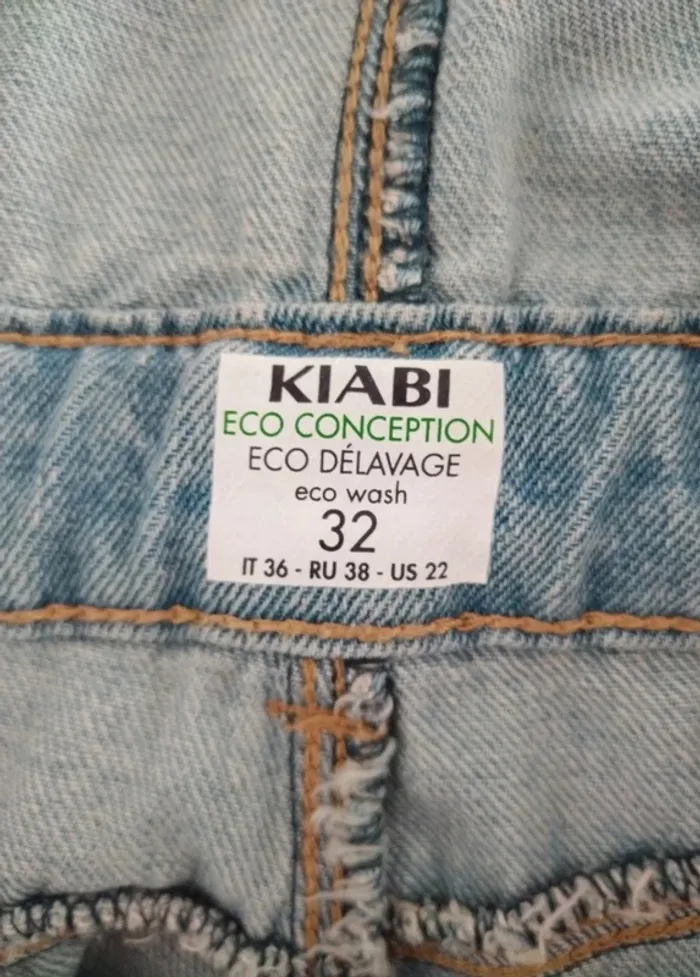 KIABI
ECO CONCEPTION
ECO DÉLAVAGE
eco wash
32
IT 36 - RU 38 - US 22